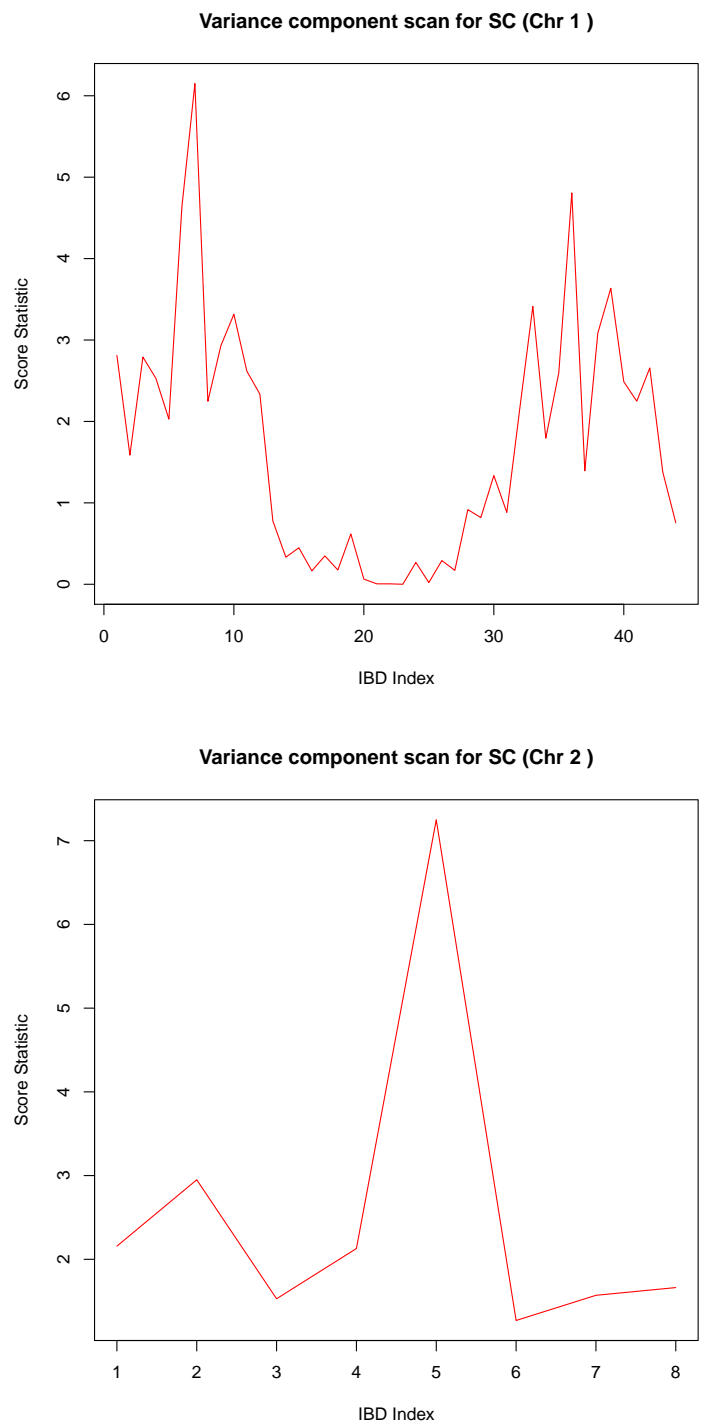 Variance component scan for SC (Chr 1 )
6
5
4
3
2
1
0
Score Statistic
0 10 20 30 40
IBD Index
Variance component scan for SC (Chr 2 )
7
6
5
4
3
2
Score Statistic
1 2 3 4 5 6 7 8
IBD Index